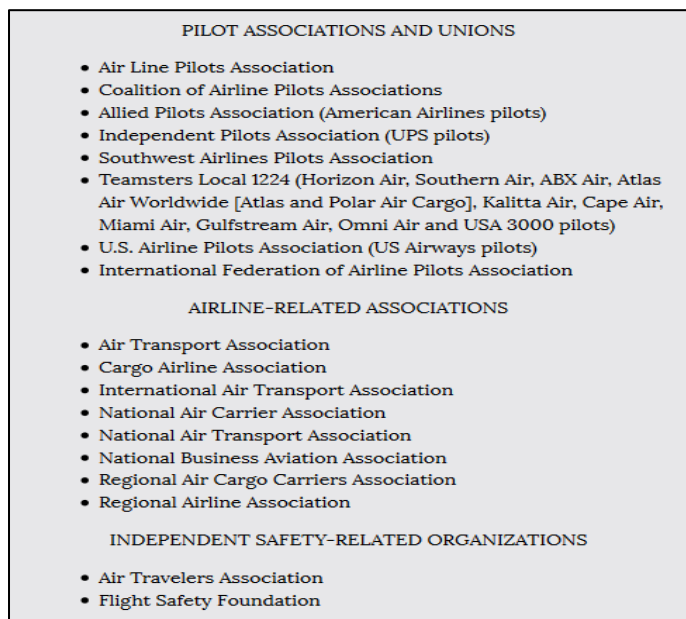 PILOT ASSOCIATIONS AND UNIONS
• Air Line Pilots Association
• Coalition of Airline Pilots Associations
• Allied Pilots Association (American Airlines pilots)
• Independent Pilots Association (UPS pilots)
• Southwest Airlines Pilots Association
• Teamsters Local 1224 (Horizon Air, Southern Air, ABX Air, Atlas
Air Worldwide [Atlas and Polar Air Cargo], Kalitta Air, Cape Air,
Miami Air, Gulfstream Air, Omni Air and USA 3000 pilots)
• U.S. Airline Pilots Association (US Airways pilots)
• International Federation of Airline Pilots Association
AIRLINE-RELATED ASSOCIATIONS
• Air Transport Association
• Cargo Airline Association
• International Air Transport Association
• National Air Carrier Association
• National Air Transport Association
• National Business Aviation Association
• Regional Air Cargo Carriers Association
• Regional Airline Association
INDEPENDENT SAFETY-RELATED ORGANIZATIONS
• Air Travelers Association
• Flight Safety Foundation